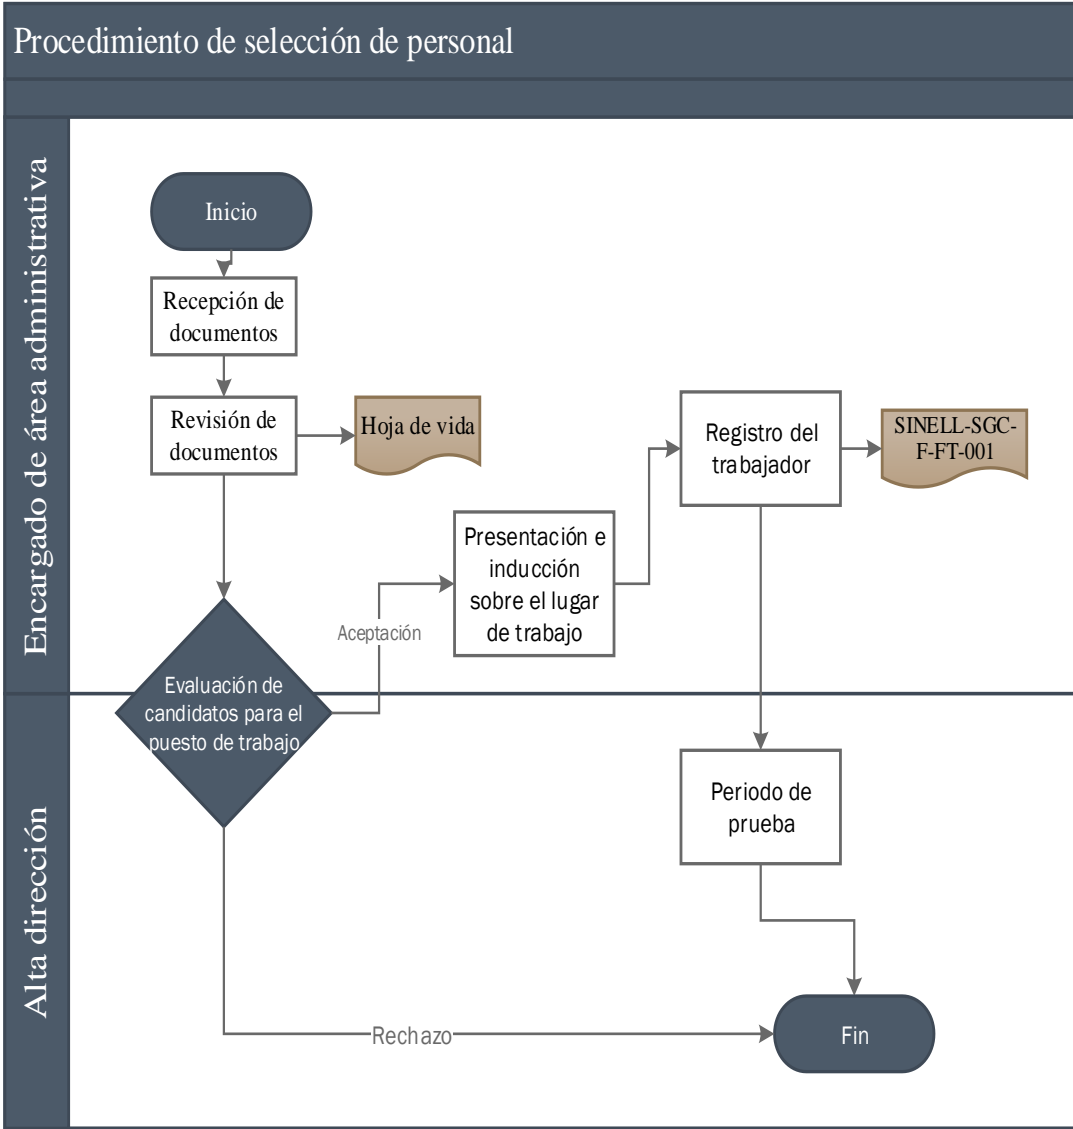 Procedimiento de selección de personal
Encargado de área administrativa
Inicio
Recepción de
documentos
Revisión de
documentos
Hoja de vida
Registro del
trabajador
SINELL-SGC-
F-FT-001
Presentación e
inducción
sobre el lugar
de trabajo
Aceptación
Evaluación de
candidatos para el
puesto de trabajo
Alta dirección
Periodo de
prueba
Rechazo
Fin